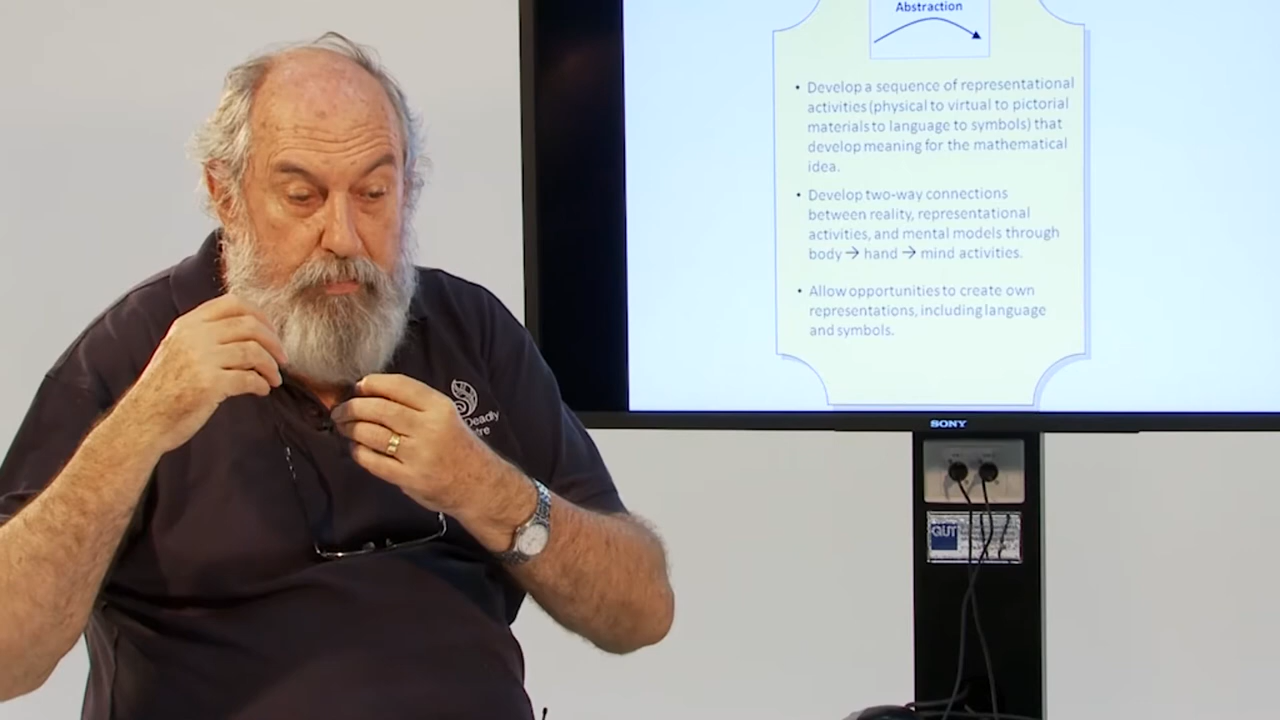 Abstraction
• Develop a sequence of representational
activities (physical to virtual to pictorial
materials to language to symbols) that
develop meaning for the mathematical
idea.
• Develop two-way connections
between reality, representational
activities, and mental models through
body → hand → mind activities.
• Allow opportunities to create own
representations, including language
and symbols.
Deadly
SONY
QUT